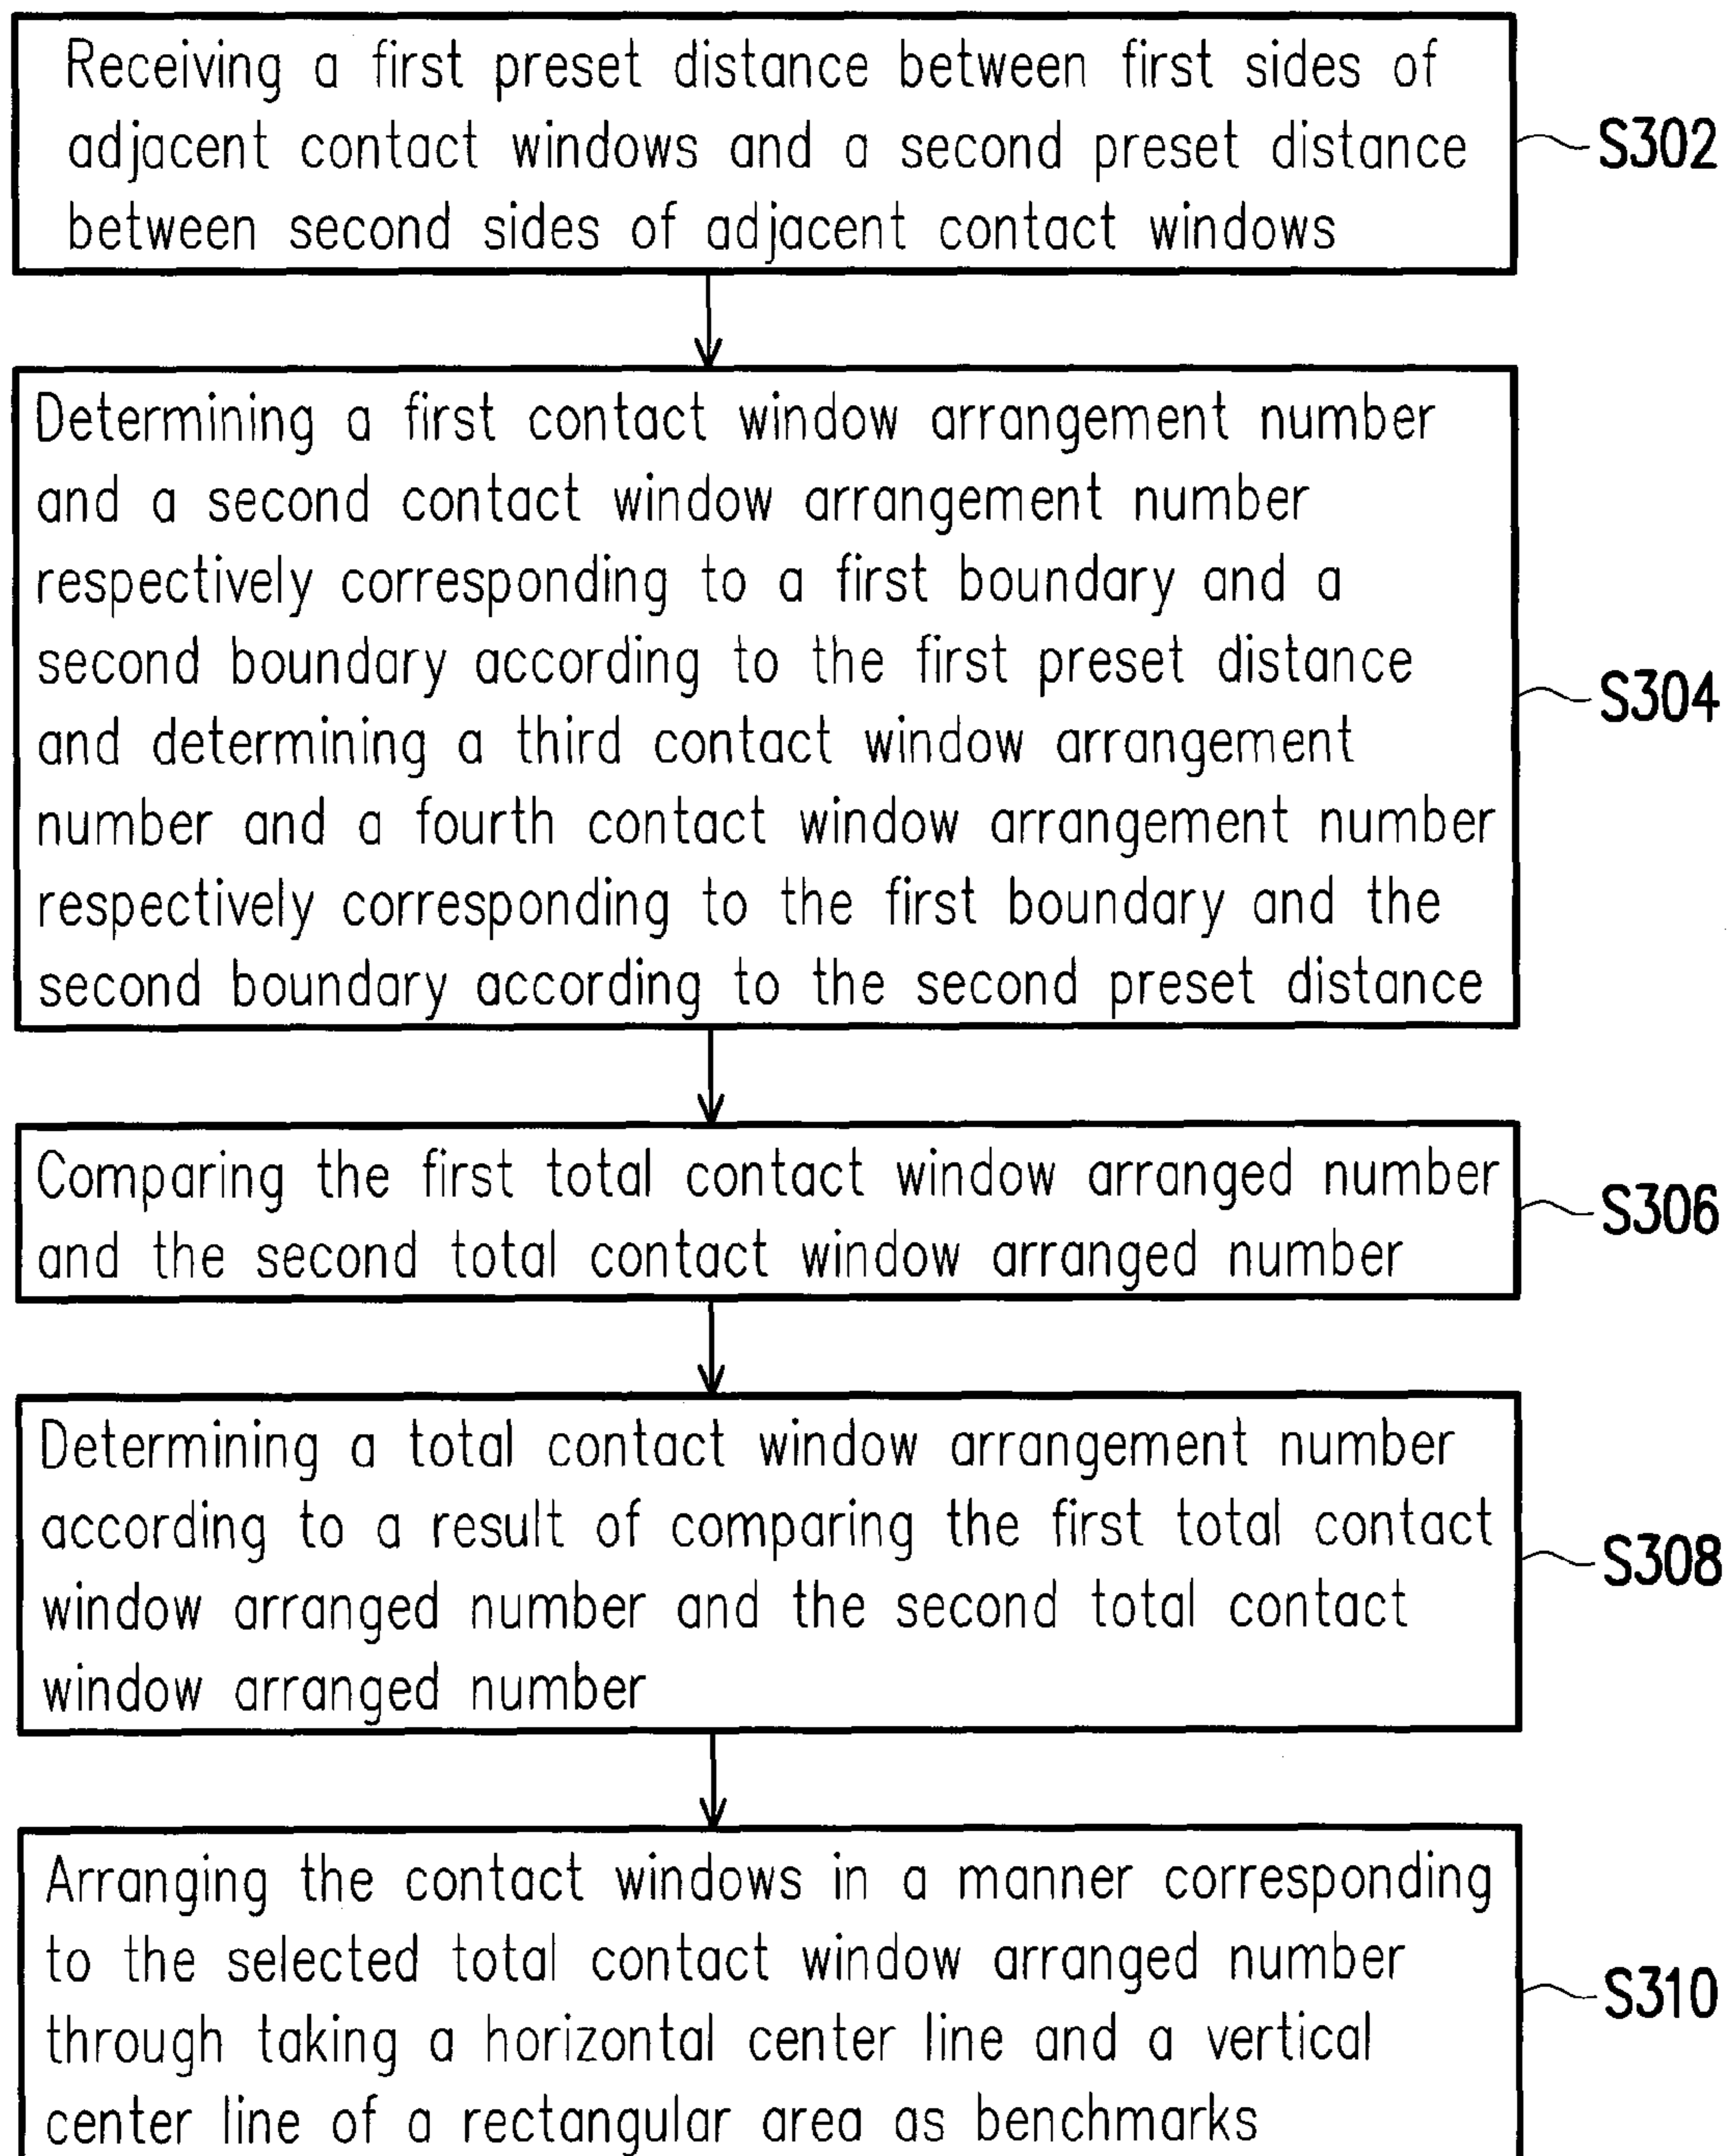 Receiving a first preset distance between first sides of
adjacent contact windows and a second preset distance
between second sides of adjacent contact windows
S302
Determining a first contact window arrangement number
and a second contact window arrangement number
respectively corresponding to a first boundary and a
second boundary according to the first preset distance
and determining a third contact window arrangement
number and a fourth contact window arrangement number
respectively corresponding to the first boundary and the
second boundary according to the second preset distance
S304
Comparing the first total contact window arranged number
and the second total contact window arranged number
S306
Determining a total contact window arrangement number
according to a result of comparing the first total contact
window arranged number and the second total contact
window arranged number
S308
Arranging the contact windows in a manner corresponding
to the selected total contact window arranged number
through taking a horizontal center line and a vertical
center line of a rectangular area as benchmarks
S310